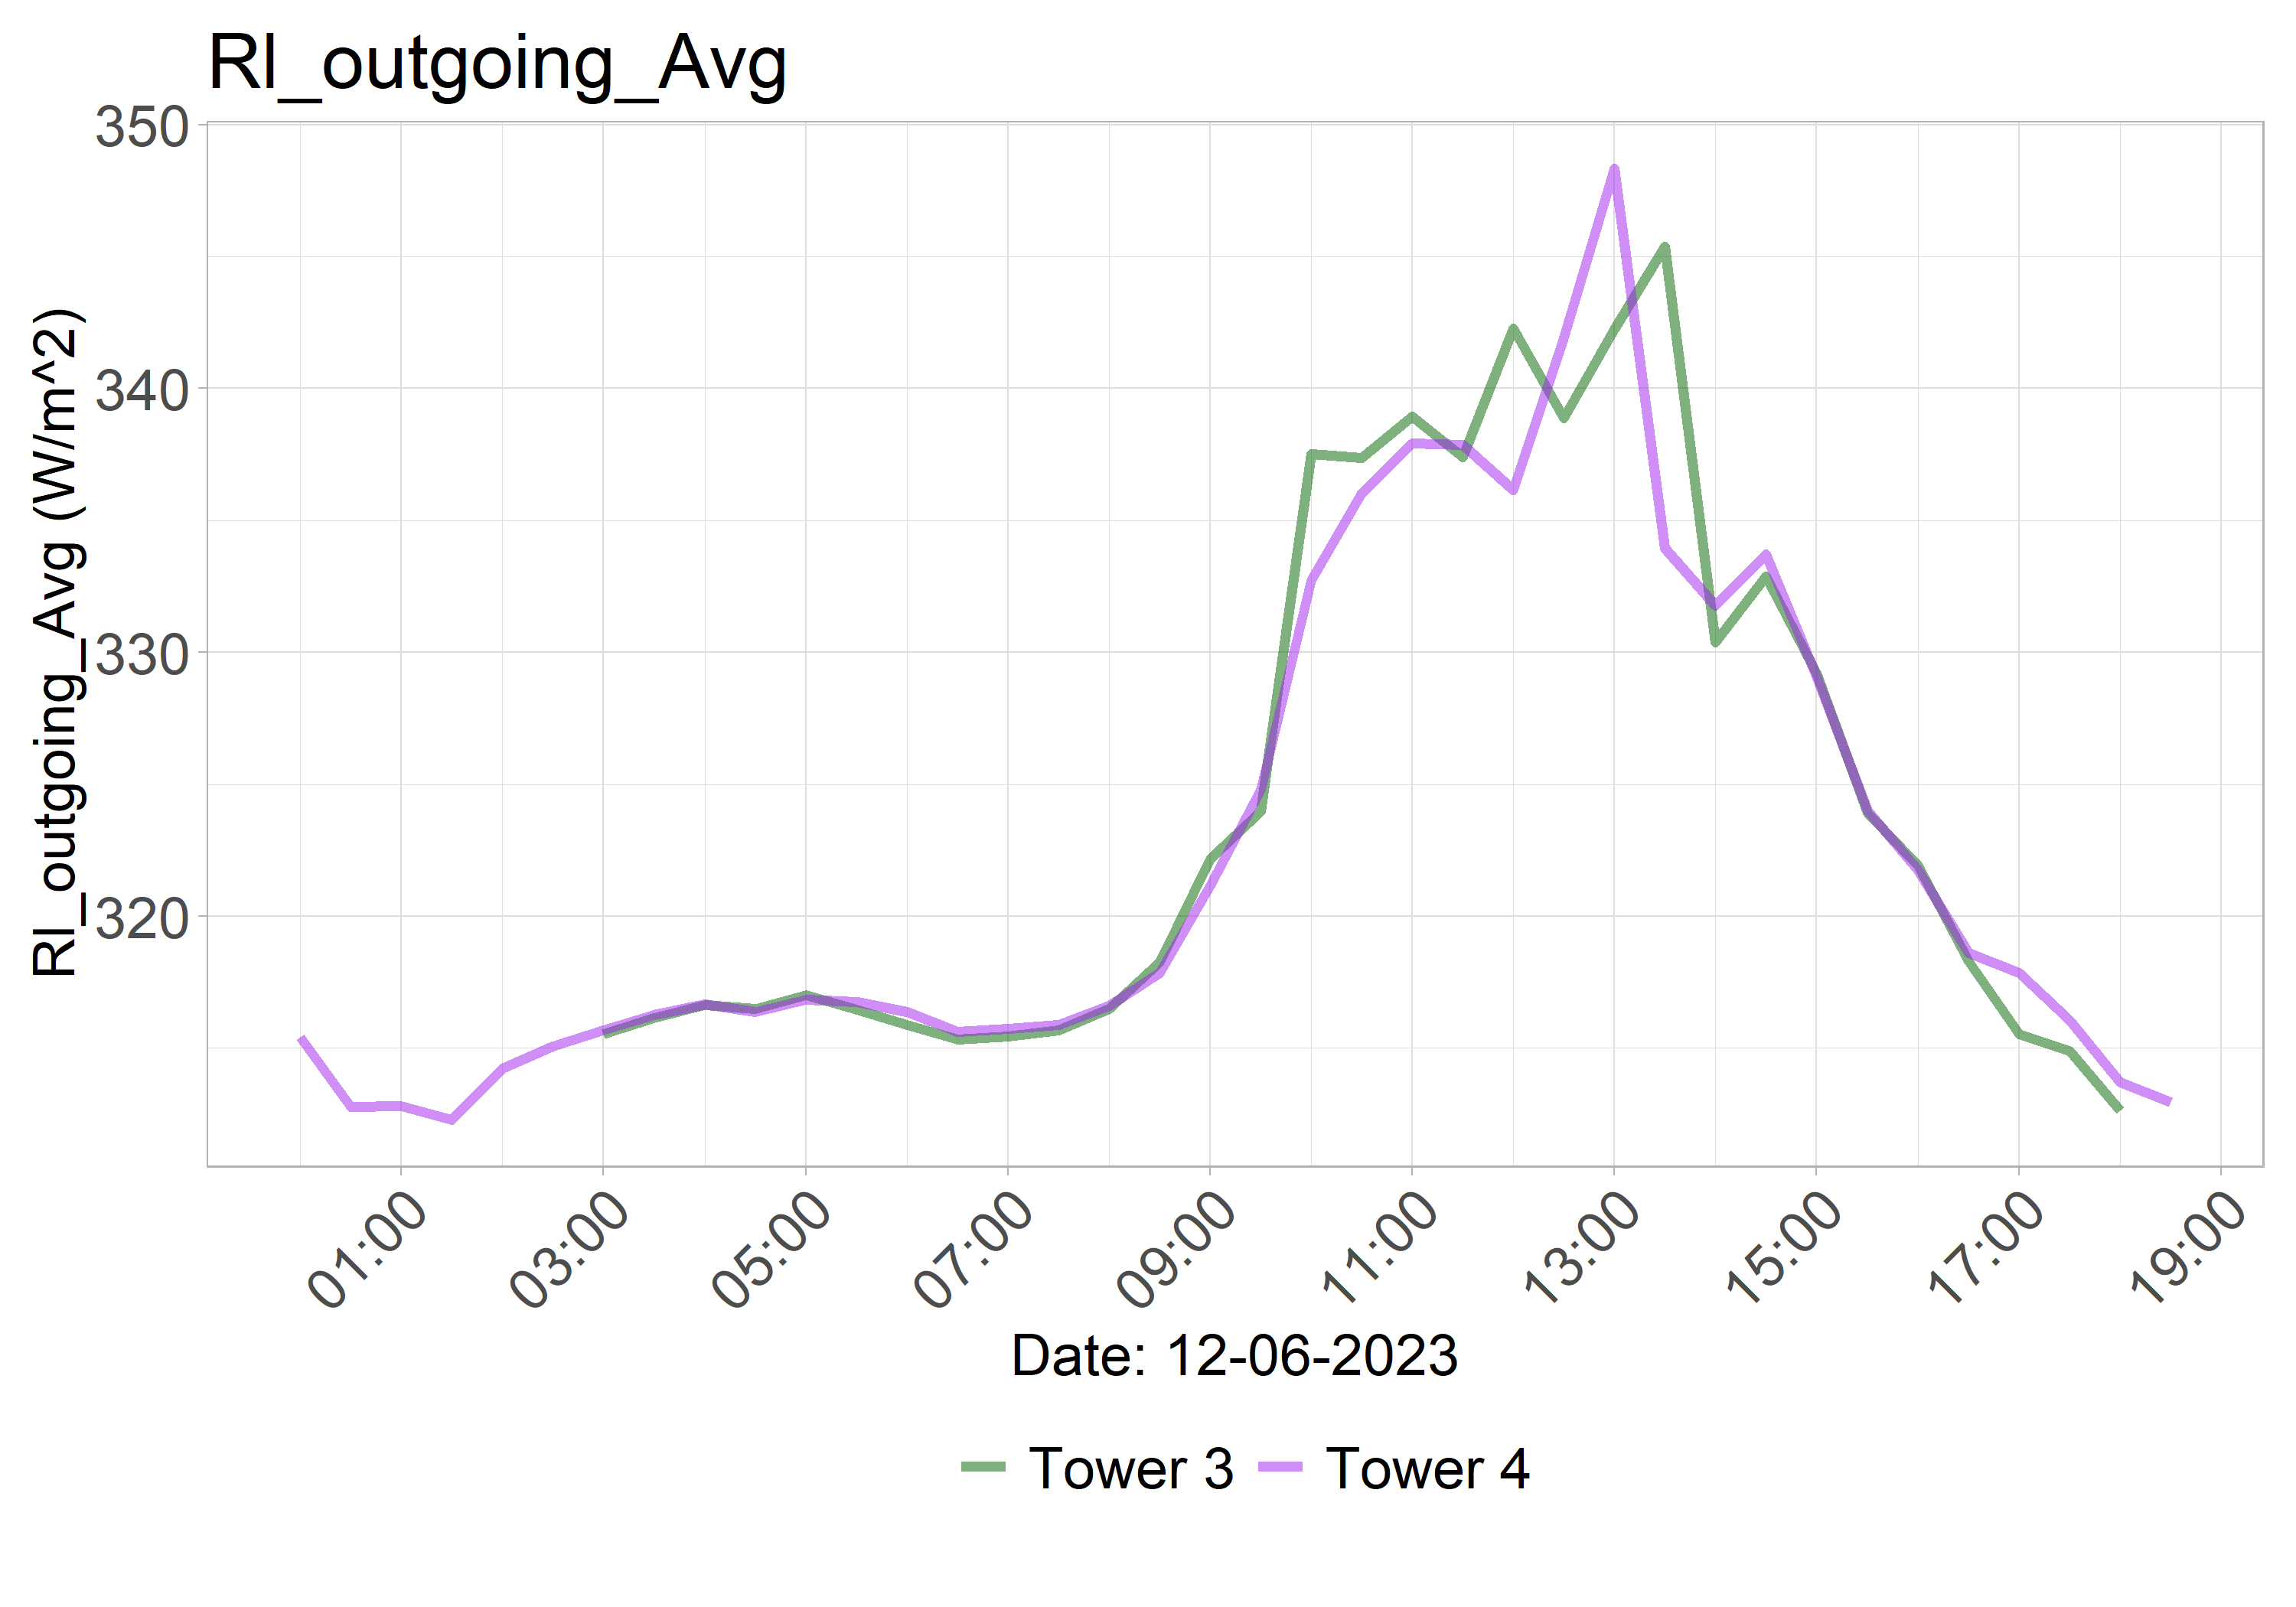 Rl_outgoing_Avg
Rl_outgoing_Avg (W/m^2)
350
340
330
320
01:00 03:00 05:00 07:00 09:00 11:00 13:00 15:00 17:00 19:00
Date: 12-06-2023
Tower 3 Tower 4